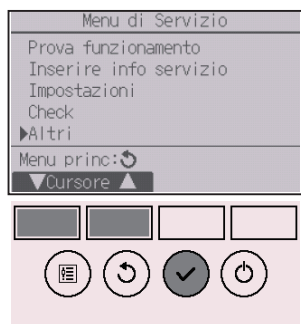 Menu di Servizio
Prova funzionamento
Inserire info servizio
Impostazioni
Check
▶Altri
Menu princ:
▼Cursore▲